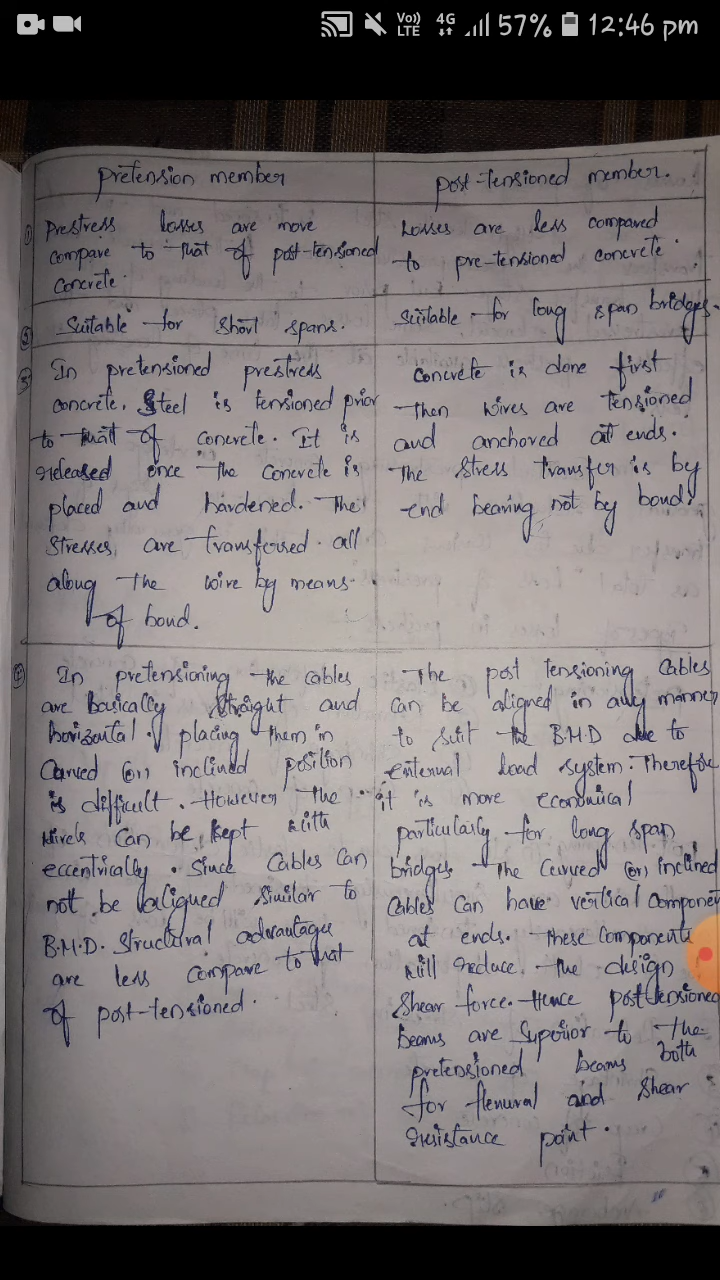 Vo)) LTE 4G 57% 12:46 pm
pretension member
post-tensioned member.
① Prestress losses are more
compare to that of post-tensioned
concrete.
Losses are less compared
to pre-tensioned concrete.
② Suitable for short spans.
Suitable for long span bridges.
③ In pretensioned prestress
concrete. Steel is tensioned prior
to that of concrete. It is
released once the concrete is
placed and hardened. The
stresses are transfered all
along the wire by means
of bond.
Concrete is done first
then wires are tensioned
and anchored at ends.
The stress transfer is by
end bearing not by bond.
④ In pretensioning the cables
are basically straight and
horizontal. placing them in
Curved (or) inclined position
is difficult. However the
wires can be kept with
eccentrically. Since Cables Can
not be aligned similar to
B.M.D. Structural advantages
are less compare to that
of post-tensioned.
The post tensioning Cables
can be aligned in any manner
to suit the B.M.D due to
external load system. Therefore
it is more economical
particularly for long span
bridges. The Curved (or) inclined
Cables Can have vertical Component
at ends. These Components
will reduce the design
Shear force. Hence post tensioned
beams are Superior to the
pretensioned beams both
for flexural and Shear
resistance point.